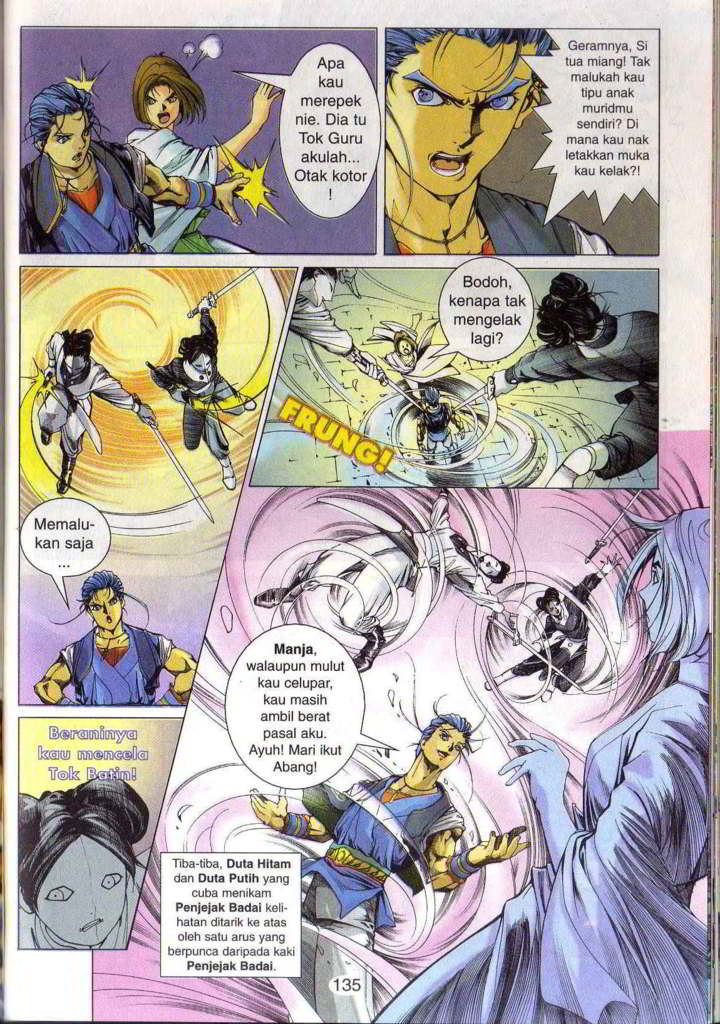 Apa
kau
merepek
nie. Dia tu
Tok Guru
akulah...
Otak kotor
!
Geramnya, Si
tua miang! Tak
malukah kau
tipu anak
muridmu
sendiri? Di
mana kau nak
letakkan muka
kau kelak?!
Bodoh,
kenapa tak
mengelak
lagi?
FRUNG!
Memalu-
kan saja
...
Manja,
walaupun mulut
kau celupar,
kau masih
ambil berat
pasal aku.
Ayuh! Mari ikut
Abang!
Beraninya
kau mencela
Tok Batin!
Tiba-tiba, Duta Hitam
dan Duta Putih yang
cuba menikam
Penjejak Badai keli-
hatan ditarik ke atas
oleh satu arus yang
berpunca daripada kaki
Penjejak Badai.
135